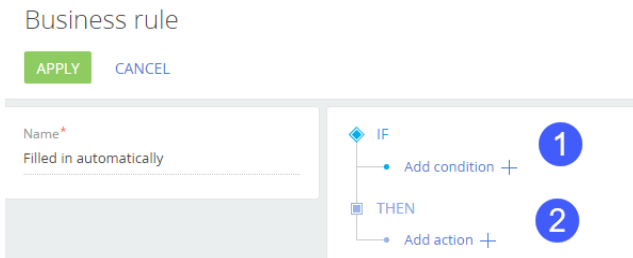 Business rule
APPLY CANCEL
Name*
Filled in automatically
IF
Add condition
1
THEN
Add action
2